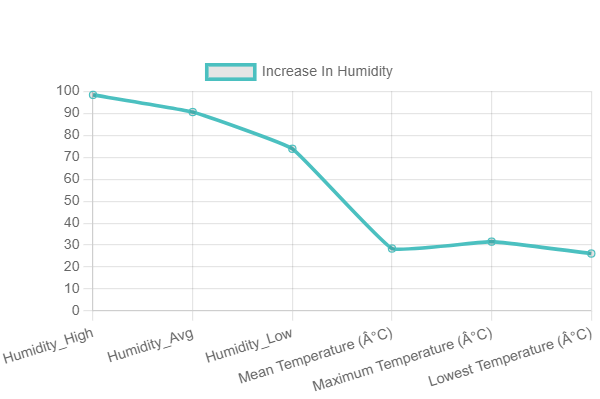 Increase In Humidity
100
90
80
70
60
50
40
30
20
10
0
Humidity_High
Humidity_Avg
Humidity_Low
Mean Temperature (Â°C)
Maximum Temperature (Â°C)
Lowest Temperature (Â°C)